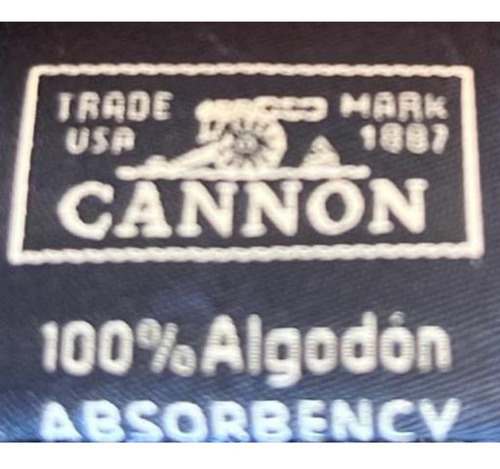 TRADE MARK
USA 1887
CANNON
100% Algodón
ABSORBENCY